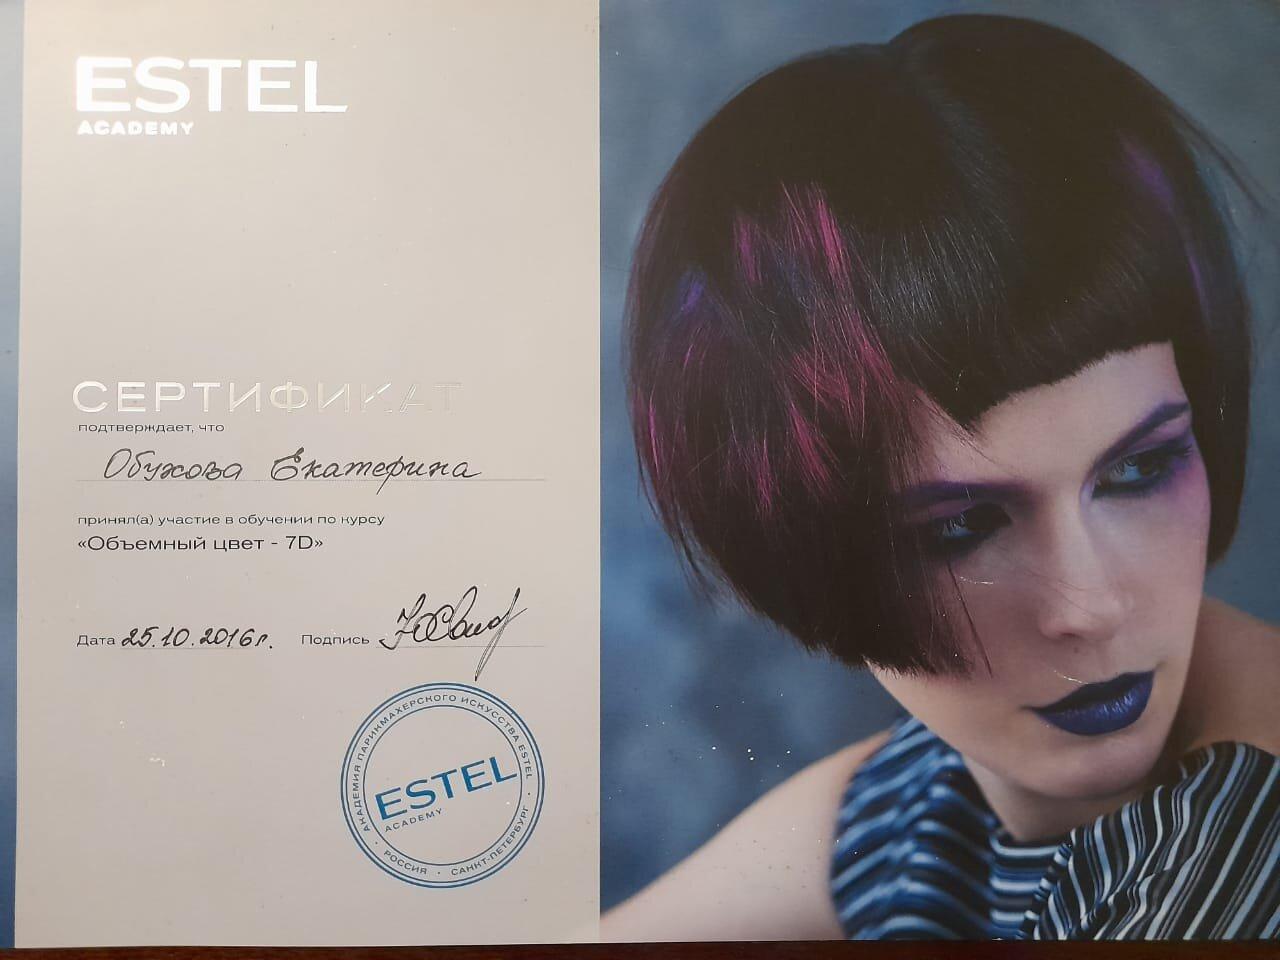 ESTEL
ACADEMY
СЕРТИФИКАТ
подтверждает, что
Обухова Екатерина
принял(а) участие в обучении по курсу
«Объемный цвет - 7D»
Дата 25.10.2016г. Подпись
АКАДЕМИЯ ПАРИКМАХЕРСКОГО ИСКУССТВА ESTEL
ESTEL
ACADEMY
· РОССИЯ · САНКТ-ПЕТЕРБУРГ ·